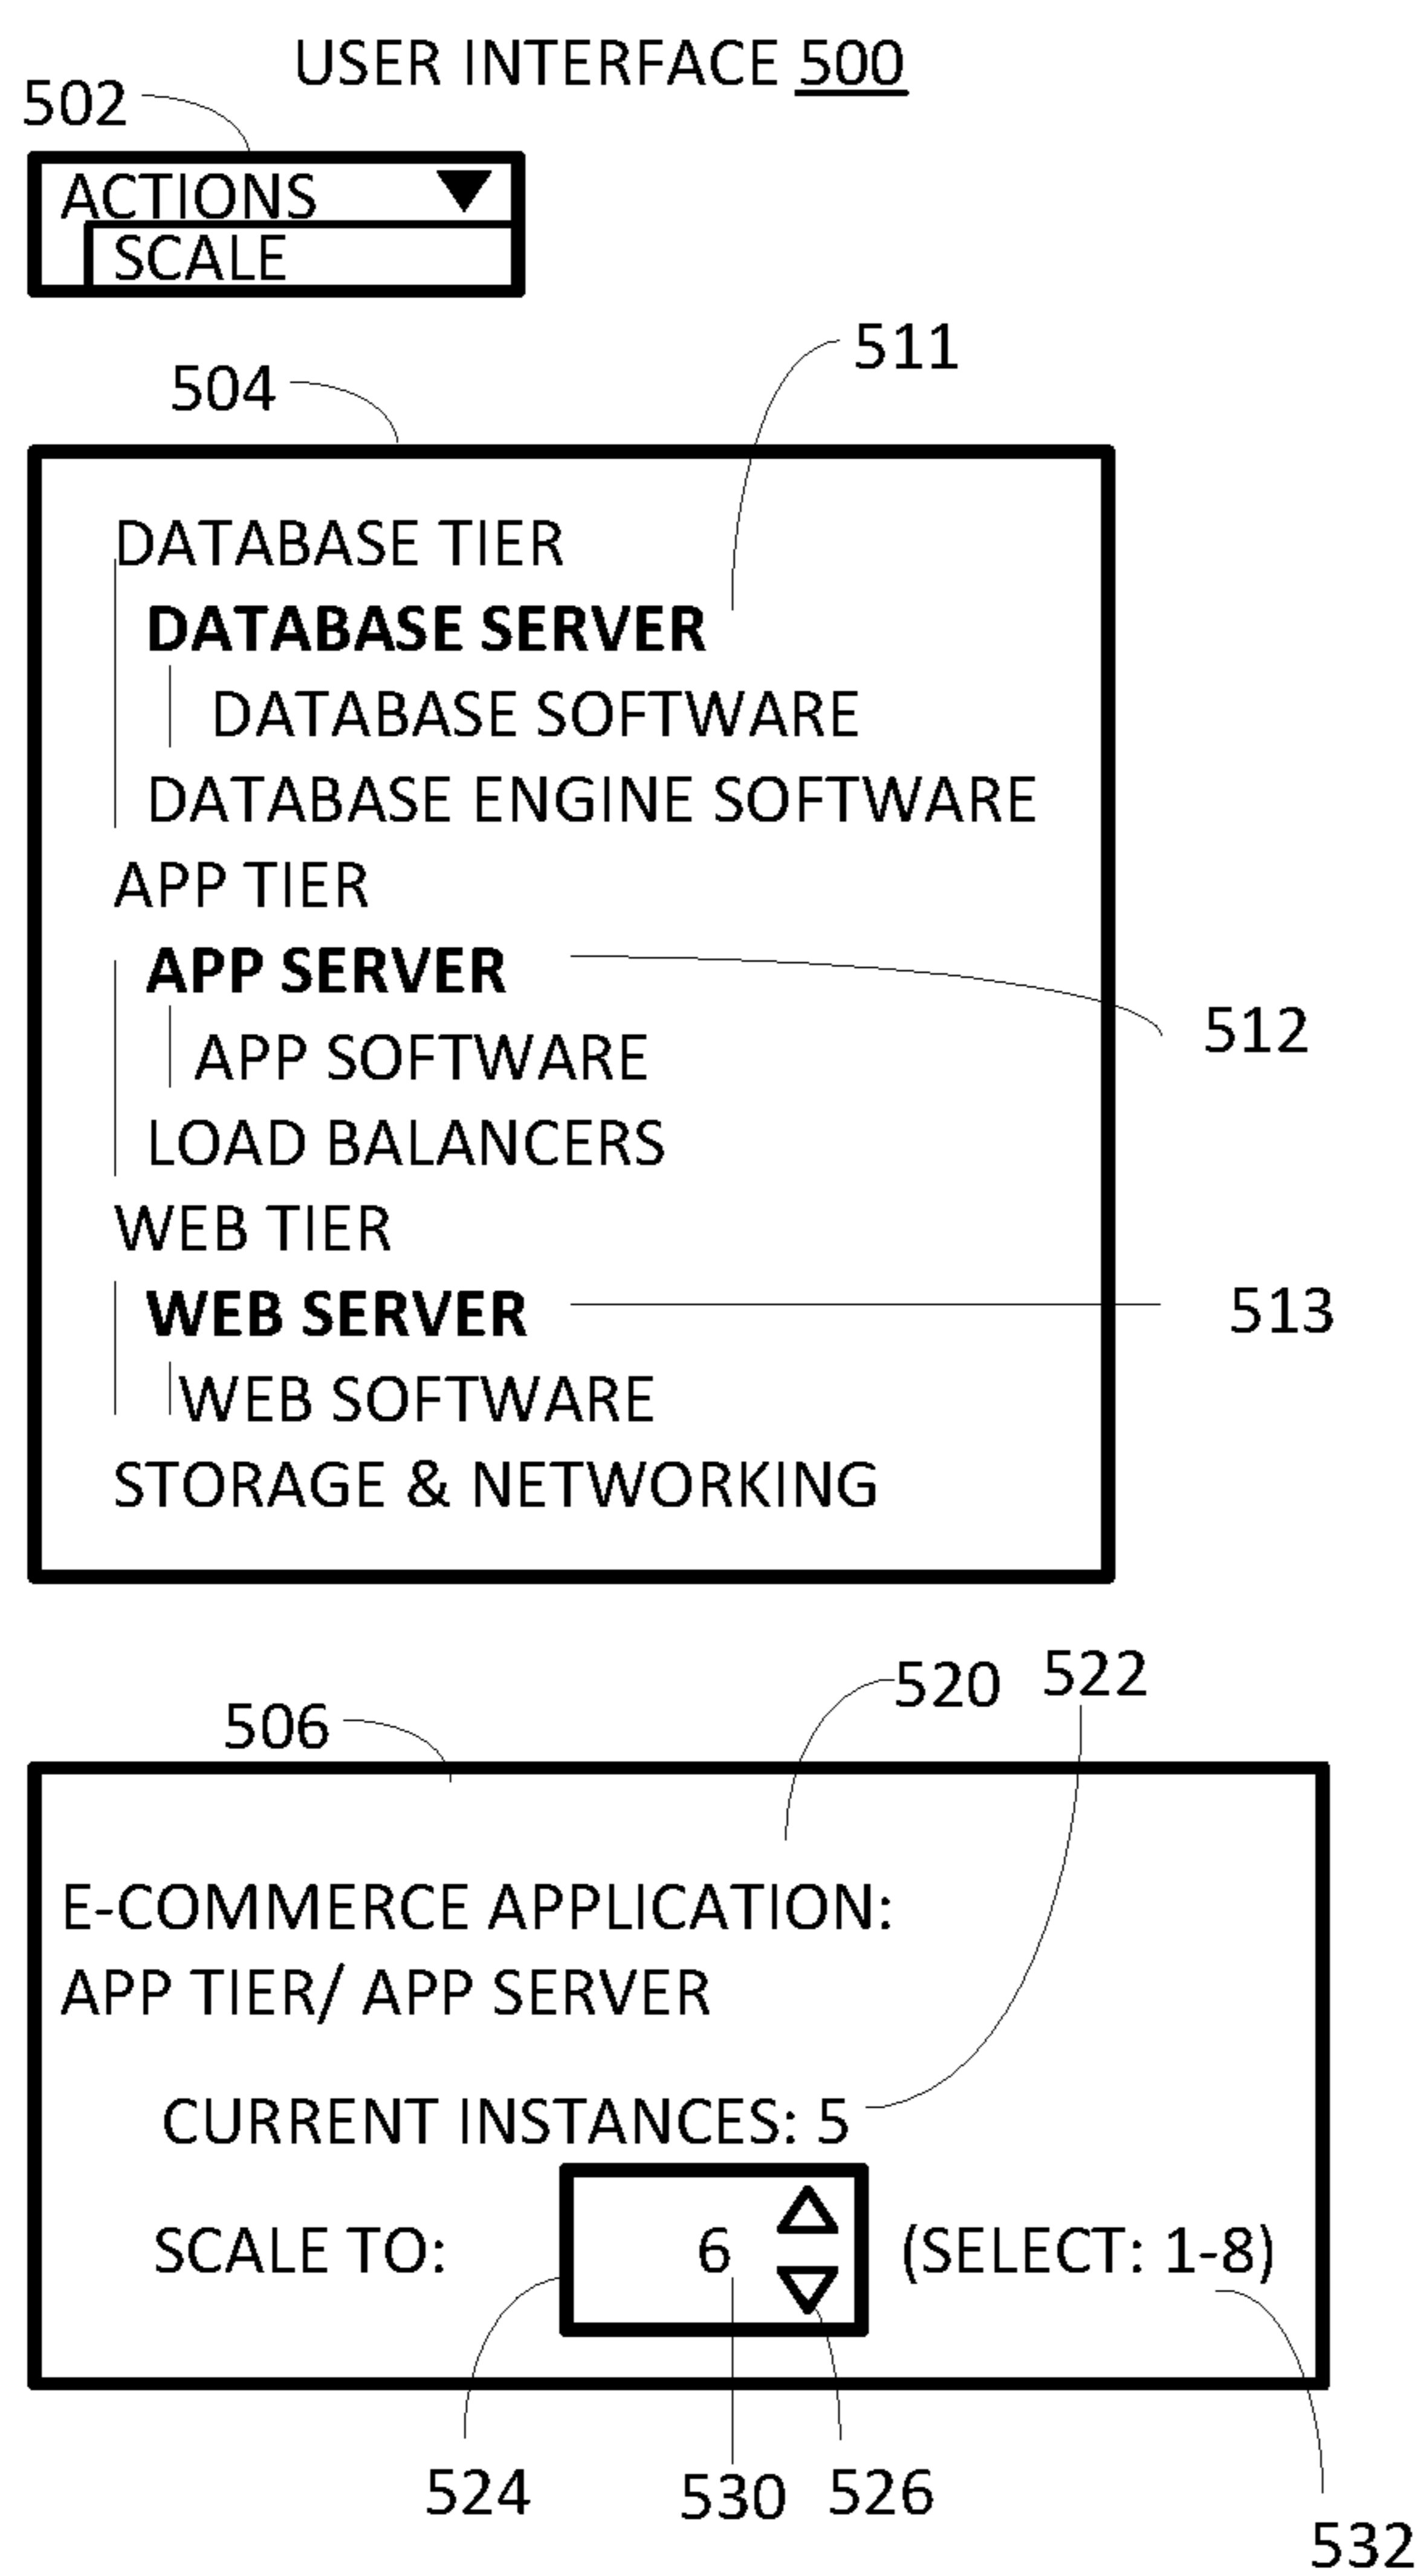 USER INTERFACE 500
502
ACTIONS
SCALE
511
504
DATABASE TIER
DATABASE SERVER
DATABASE SOFTWARE
DATABASE ENGINE SOFTWARE
APP TIER
APP SERVER
512
APP SOFTWARE
LOAD BALANCERS
WEB TIER
WEB SERVER
513
WEB SOFTWARE
STORAGE & NETWORKING
520 522
506
E-COMMERCE APPLICATION:
APP TIER/ APP SERVER
CURRENT INSTANCES: 5
SCALE TO: 6 (SELECT: 1-8)
524 530 526
532